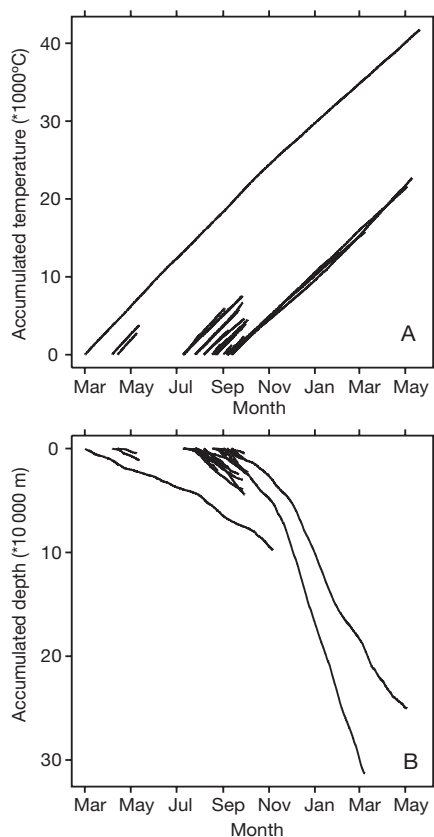 Accumulated temperature (*1000ºC)
40
30
20
10
0
Mar May Jul Sep Nov Jan Mar May
Month
A
Accumulated depth (*10 000 m)
0
10
20
30
Mar May Jul Sep Nov Jan Mar May
Month
B